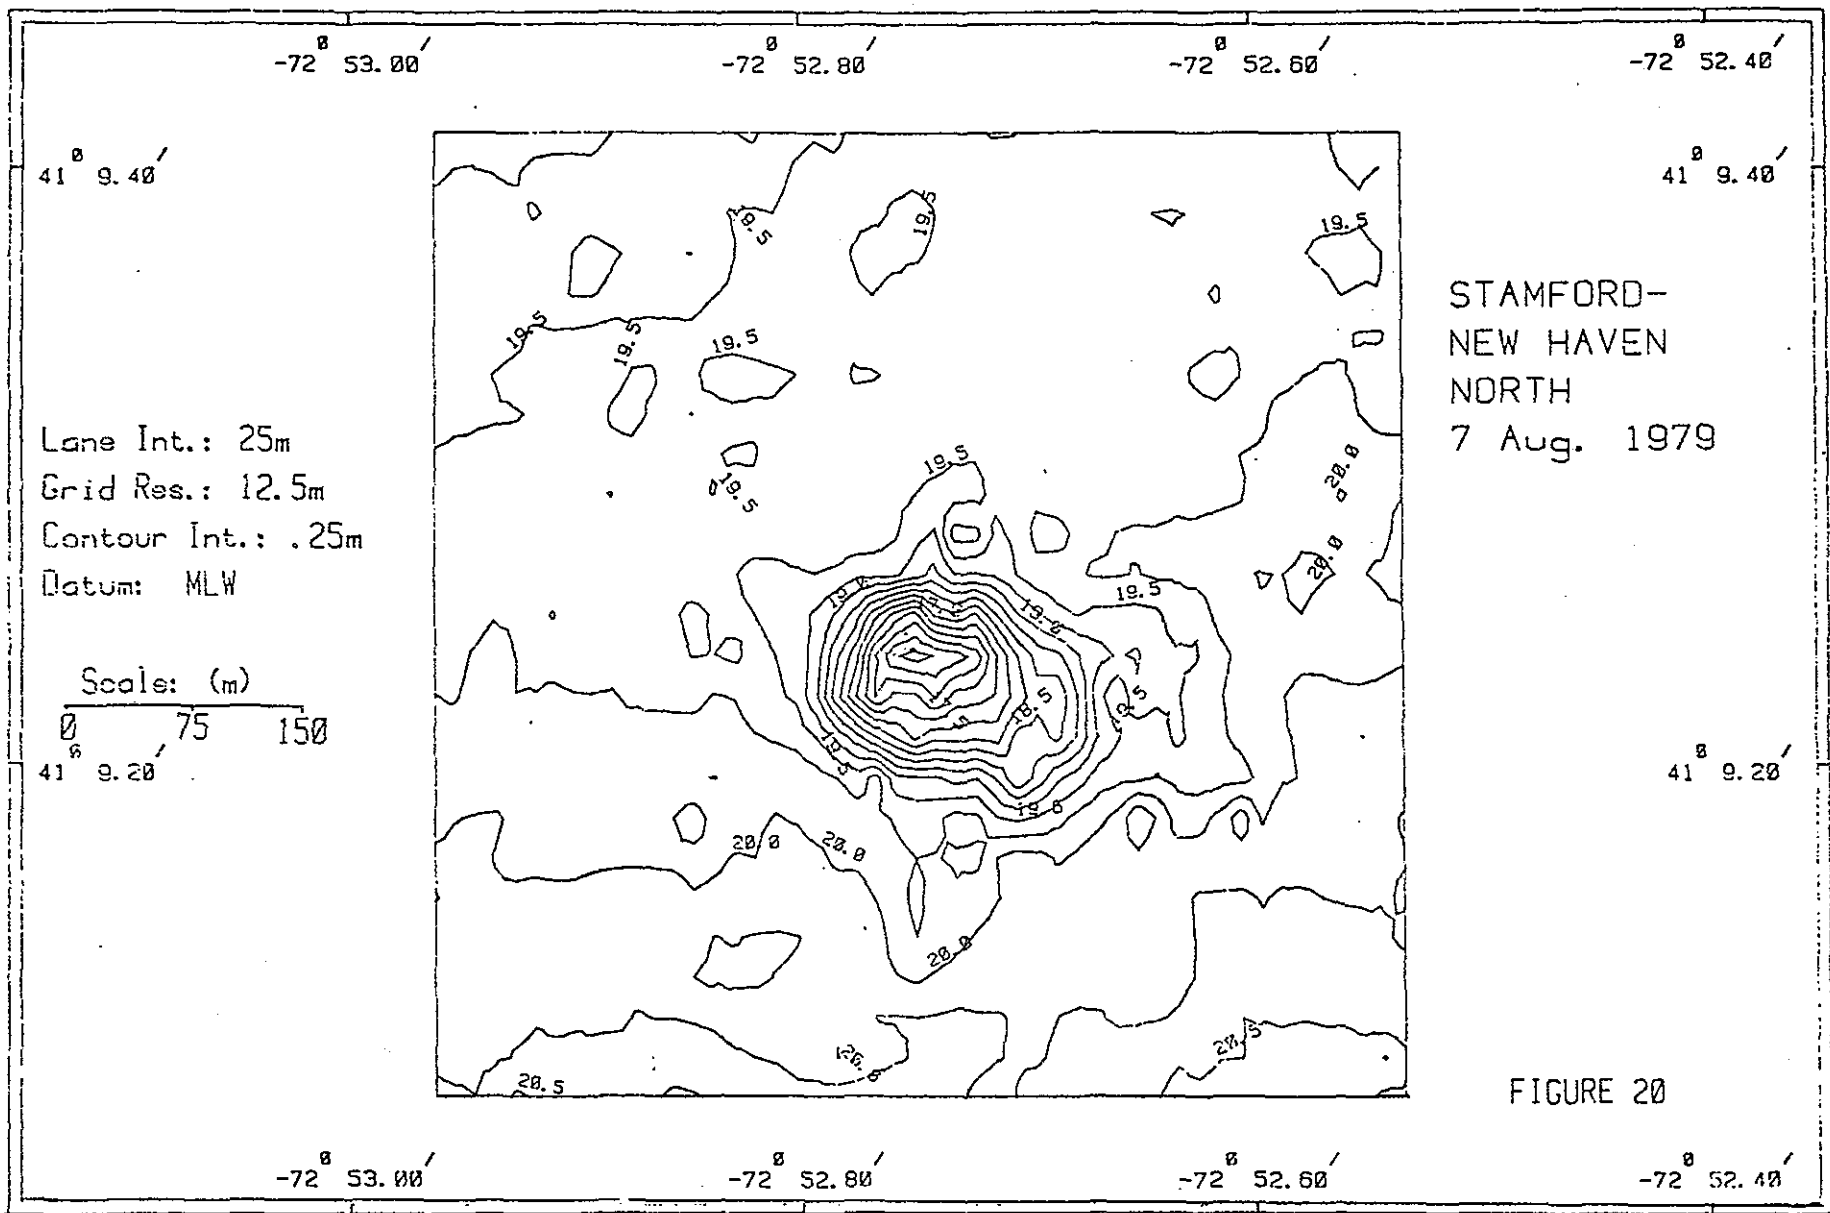 -72° 53.00′ -72° 52.80′ -72° 52.60′ -72° 52.40′
41° 9.40′
41° 9.40′
STAMFORD-
NEW HAVEN
NORTH
7 Aug. 1979
Lane Int.: 25m
Grid Res.: 12.5m
Contour Int.: .25m
Datum: MLW
Scale: (m)
0 75 150
41° 9.20′
41° 9.20′
19.5
19.5
19.5
19.5
19.5
19.5
19.5
19.5
20.0
20.0
19.5
18.5
19.5
20.0
20.0
20.0
20.5
20.5
FIGURE 20
-72° 53.00′ -72° 52.80′ -72° 52.60′ -72° 52.40′